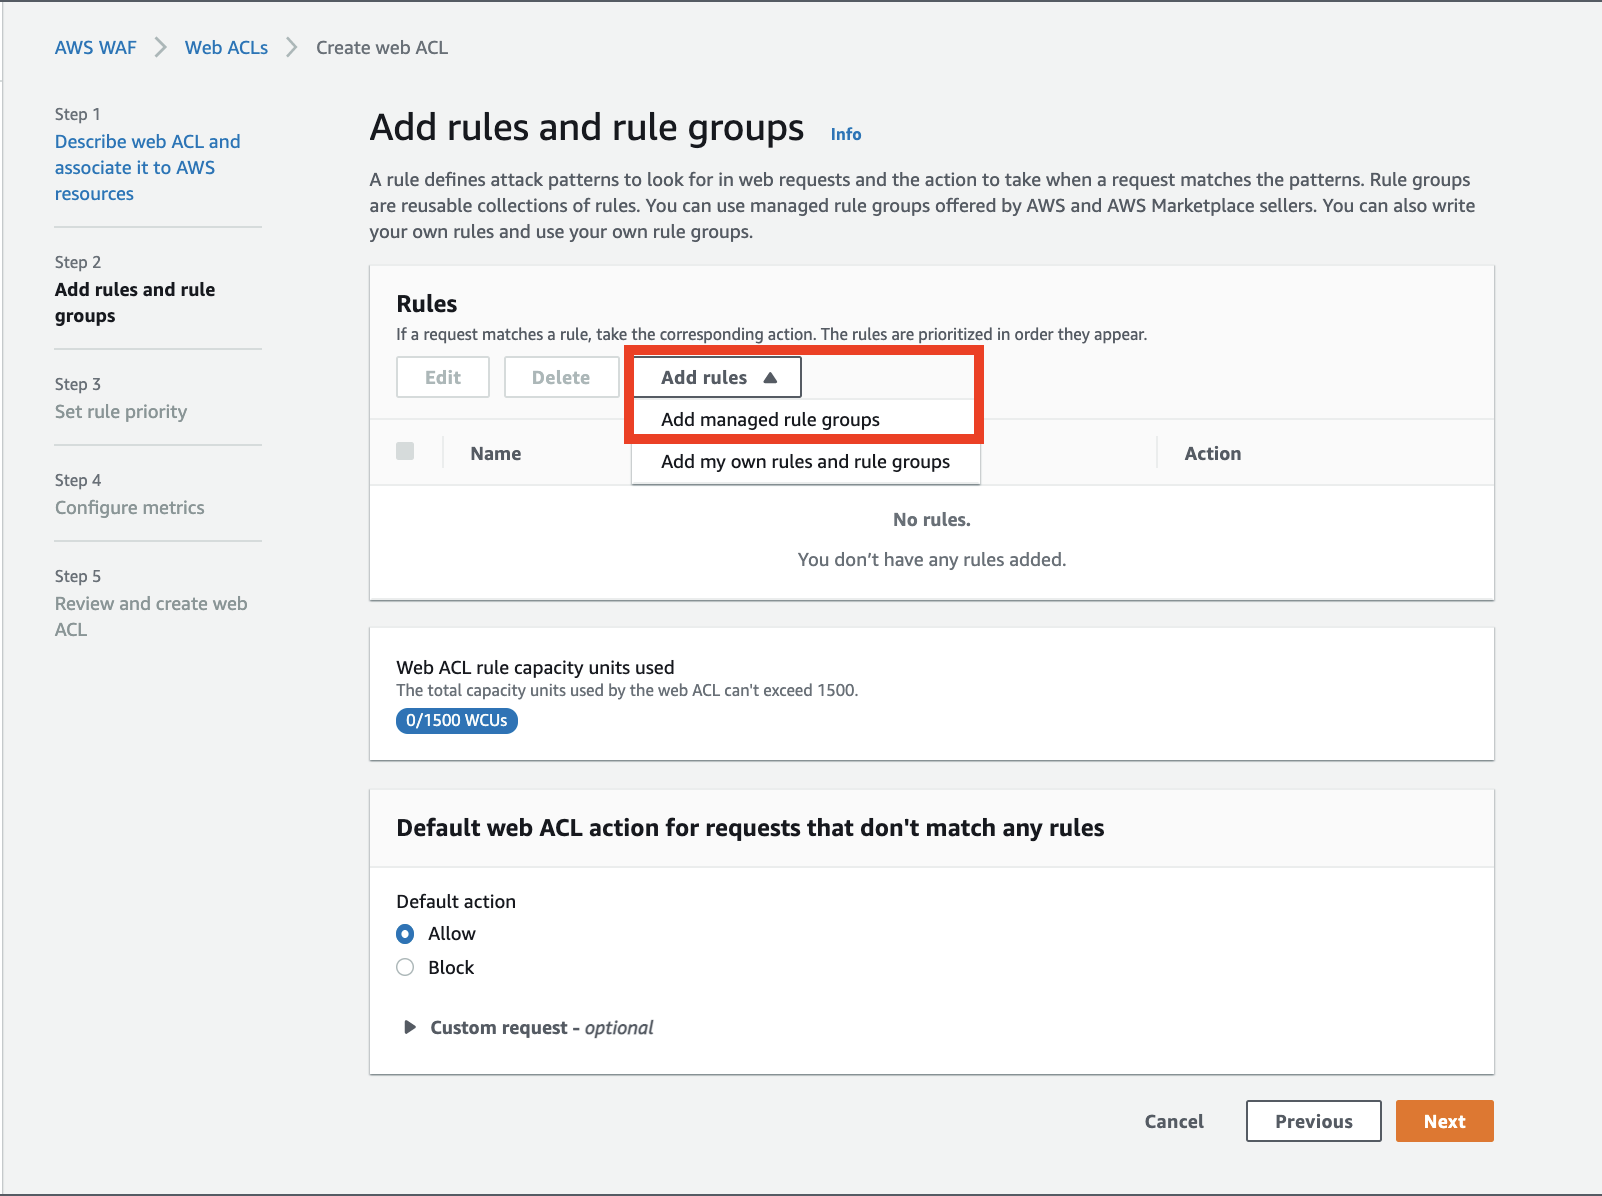 AWS WAF > Web ACLs > Create web ACL
Step 1
Describe web ACL and
associate it to AWS
resources
Step 2
Add rules and rule
groups
Step 3
Set rule priority
Step 4
Configure metrics
Step 5
Review and create web
ACL
Add rules and rule groups Info
A rule defines attack patterns to look for in web requests and the action to take when a request matches the patterns. Rule groups
are reusable collections of rules. You can use managed rule groups offered by AWS and AWS Marketplace sellers. You can also write
your own rules and use your own rule groups.
Rules
If a request matches a rule, take the corresponding action. The rules are prioritized in order they appear.
Edit Delete Add rules ▲
Add managed rule groups
Add my own rules and rule groups
Name Action
No rules.
You don’t have any rules added.
Web ACL rule capacity units used
The total capacity units used by the web ACL can't exceed 1500.
0/1500 WCUs
Default web ACL action for requests that don't match any rules
Default action
Allow
Block
Custom request - optional
Cancel Previous Next